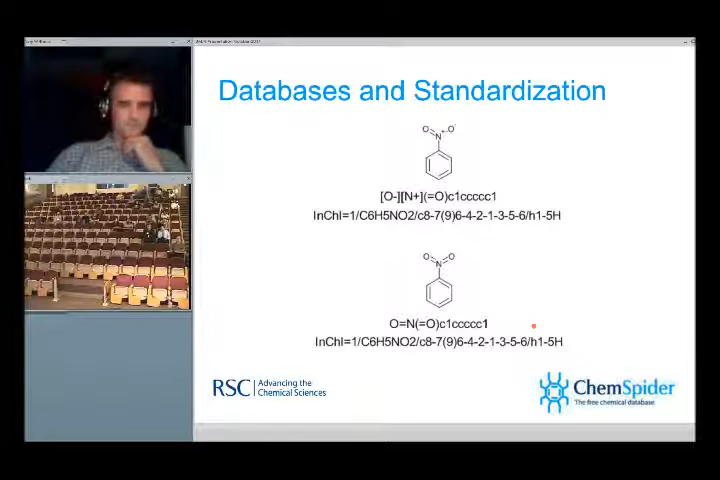 Databases and Standardization
O
N
+
O
-
[O-][N+](=O)c1ccccc1
InChI=1/C6H5NO2/c8-7(9)6-4-2-1-3-5-6/h1-5H
O
O
N
O=N(=O)c1ccccc1
InChI=1/C6H5NO2/c8-7(9)6-4-2-1-3-5-6/h1-5H
RSC
Advancing the
Chemical Sciences
ChemSpider
The free chemical database